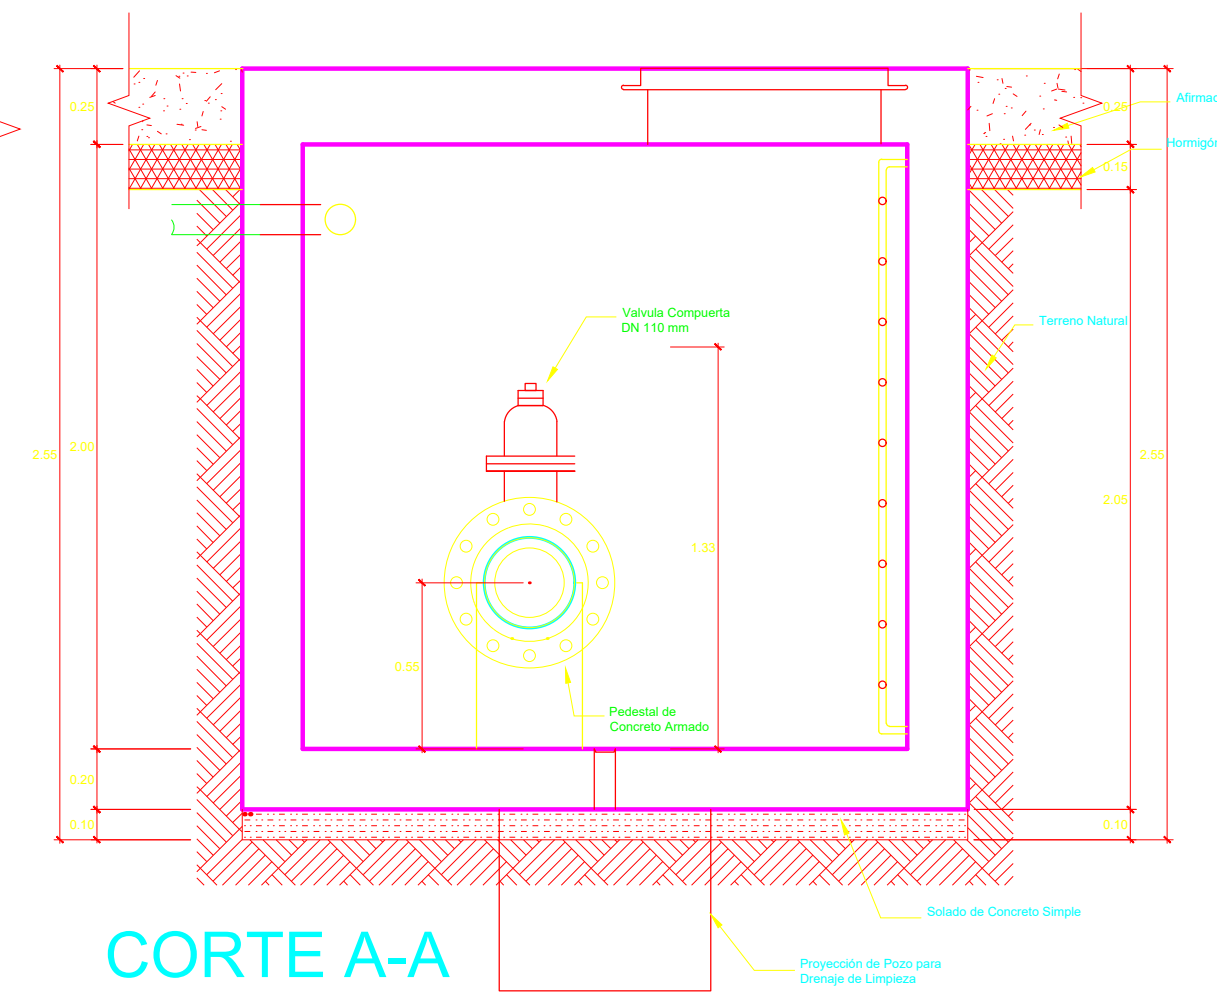 0.25
0.25
Afirmad
Hormigón
0.15
Valvula Compuerta
DN 110 mm
Terreno Natural
2.55
2.00
2.55
2.05
1.33
0.65
Pedestal de
Concreto Armado
0.20
0.10
0.10
Solado de Concreto Simple
CORTE A-A
Proyección de Pozo para
Drenaje de Limpieza